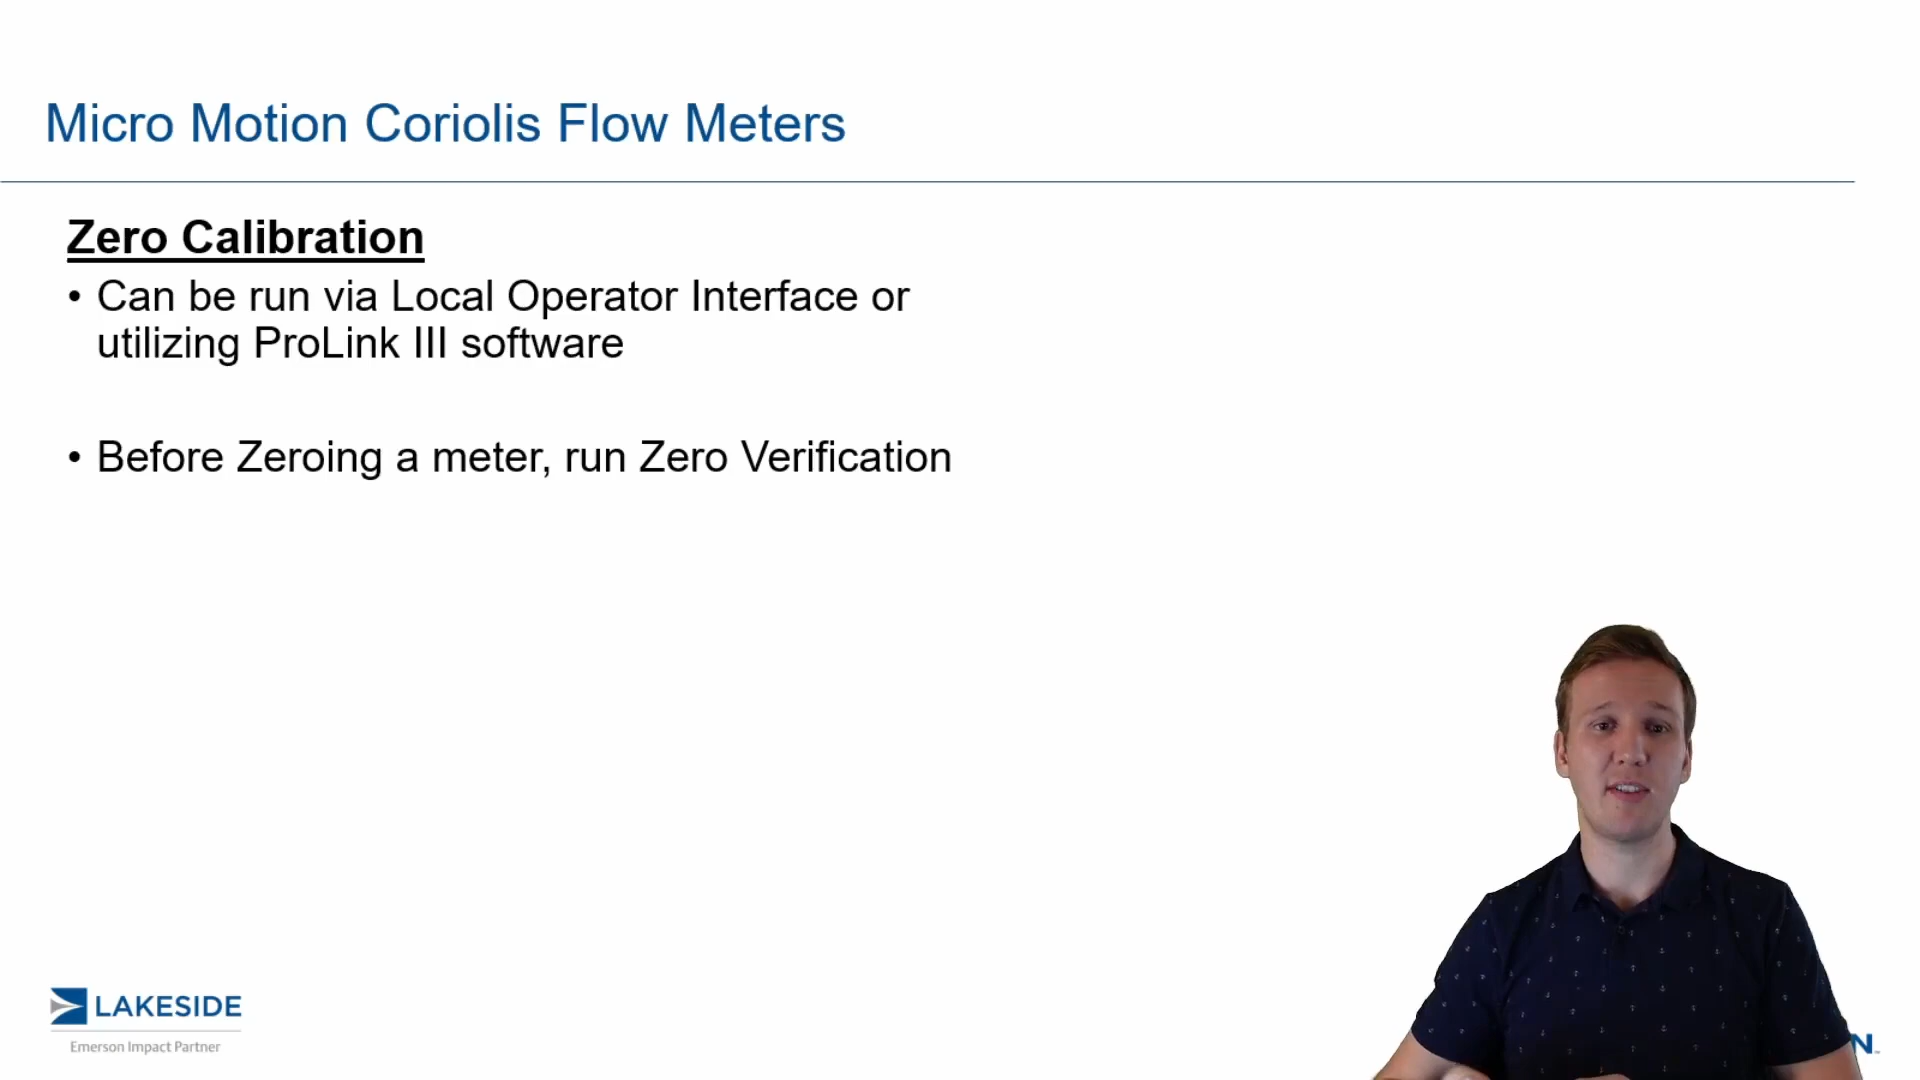 Micro Motion Coriolis Flow Meters
Zero Calibration
• Can be run via Local Operator Interface or
utilizing ProLink III software
• Before Zeroing a meter, run Zero Verification
LAKESIDE
Emerson Impact Partner